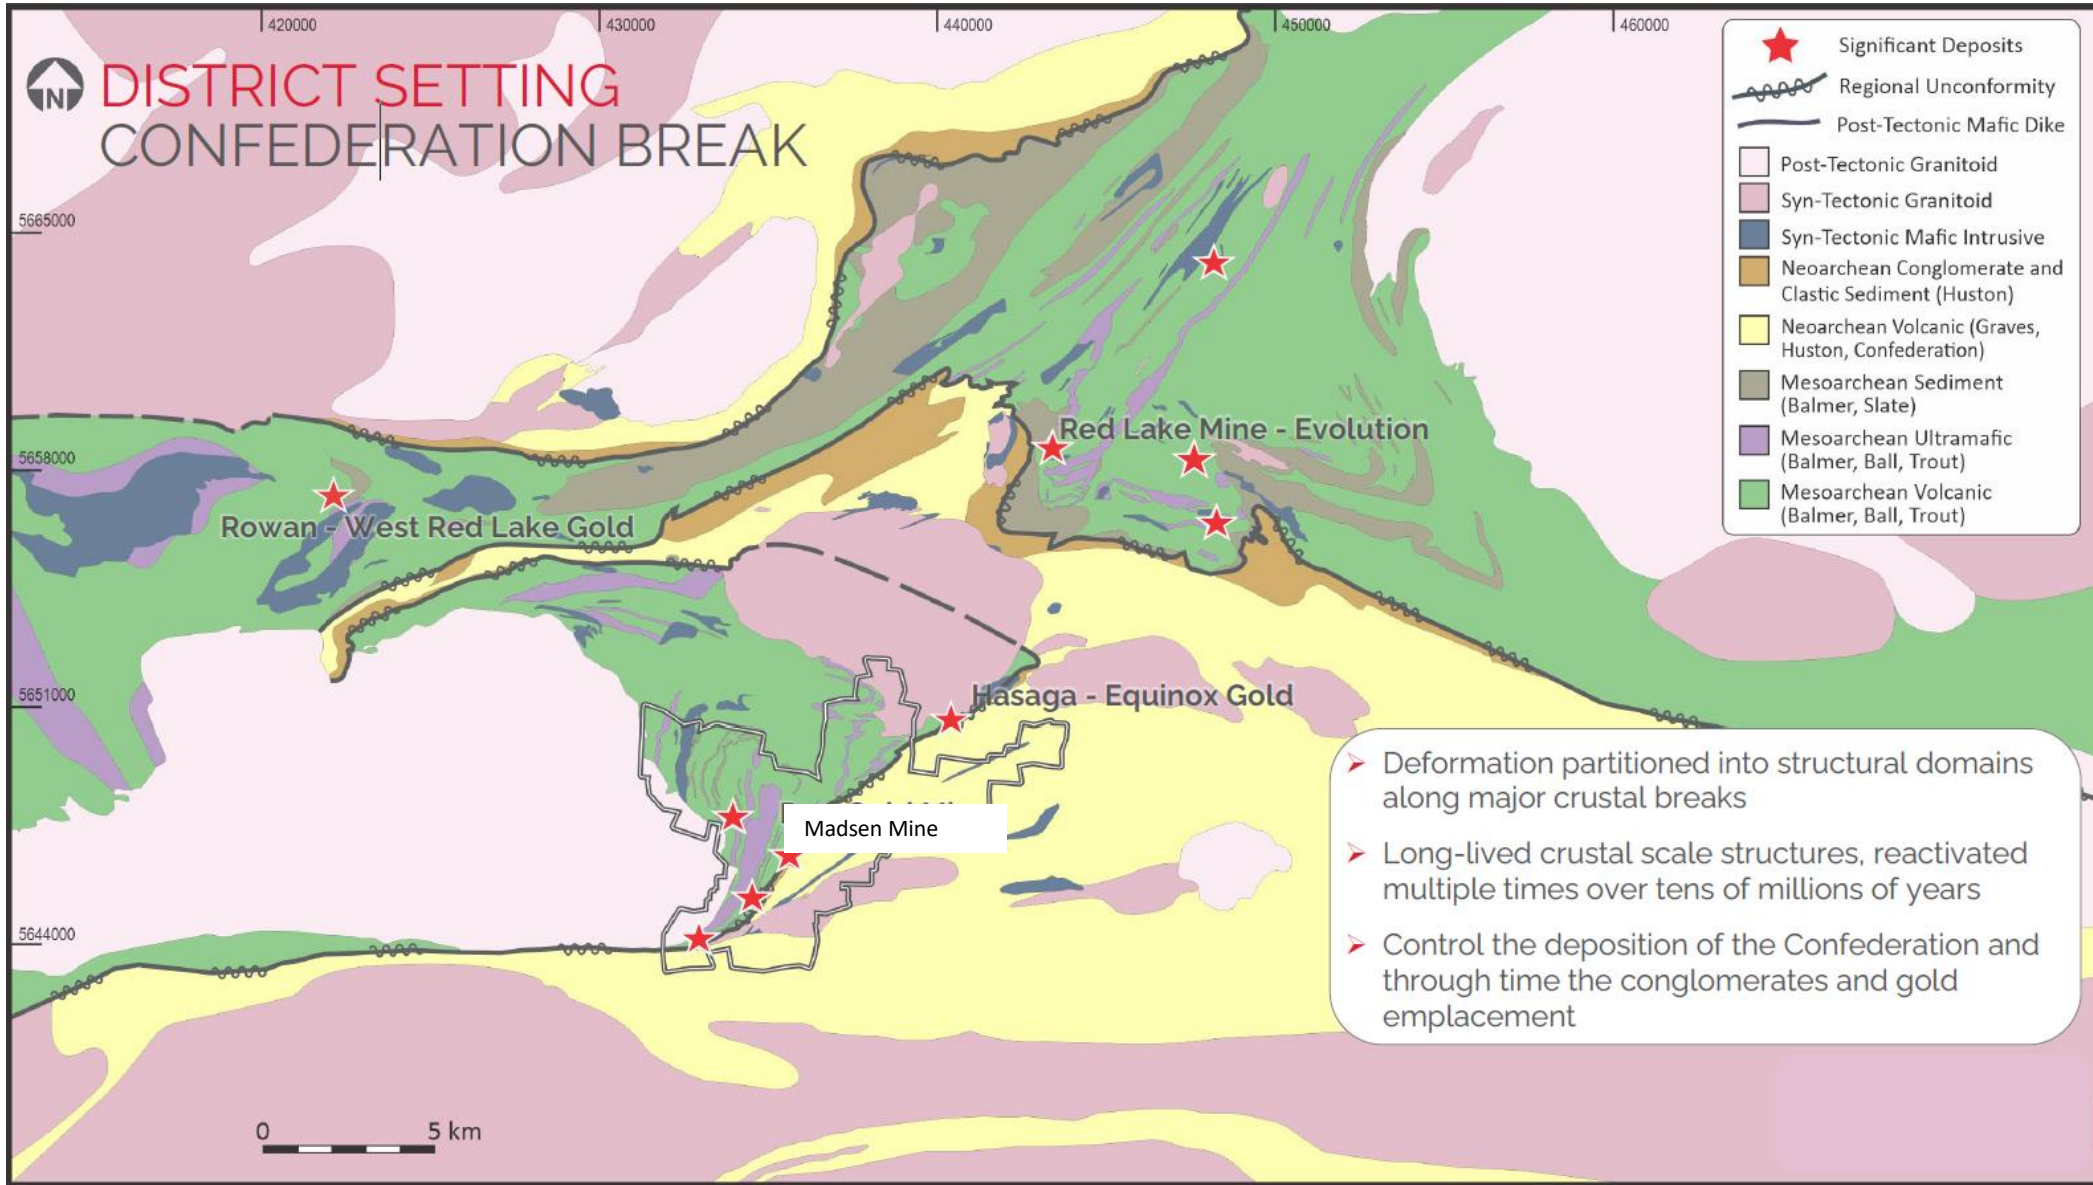 420000
430000
440000
450000
460000
N
DISTRICT SETTING
CONFEDERATION BREAK
Significant Deposits
Regional Unconformity
Post-Tectonic Mafic Dike
Post-Tectonic Granitoid
Syn-Tectonic Granitoid
Syn-Tectonic Mafic Intrusive
Neoarchean Conglomerate and
Clastic Sediment (Huston)
Neoarchean Volcanic (Graves,
Huston, Confederation)
Mesoarchean Sediment
(Balmer, Slate)
Mesoarchean Ultramafic
(Balmer, Ball, Trout)
Mesoarchean Volcanic
(Balmer, Ball, Trout)
5665000
Red Lake Mine - Evolution
5658000
Rowan - West Red Lake Gold
5651000
Hasaga - Equinox Gold
Madsen Mine
5644000
Deformation partitioned into structural domains
along major crustal breaks
Long-lived crustal scale structures, reactivated
multiple times over tens of millions of years
Control the deposition of the Confederation and
through time the conglomerates and gold
emplacement
0 5 km